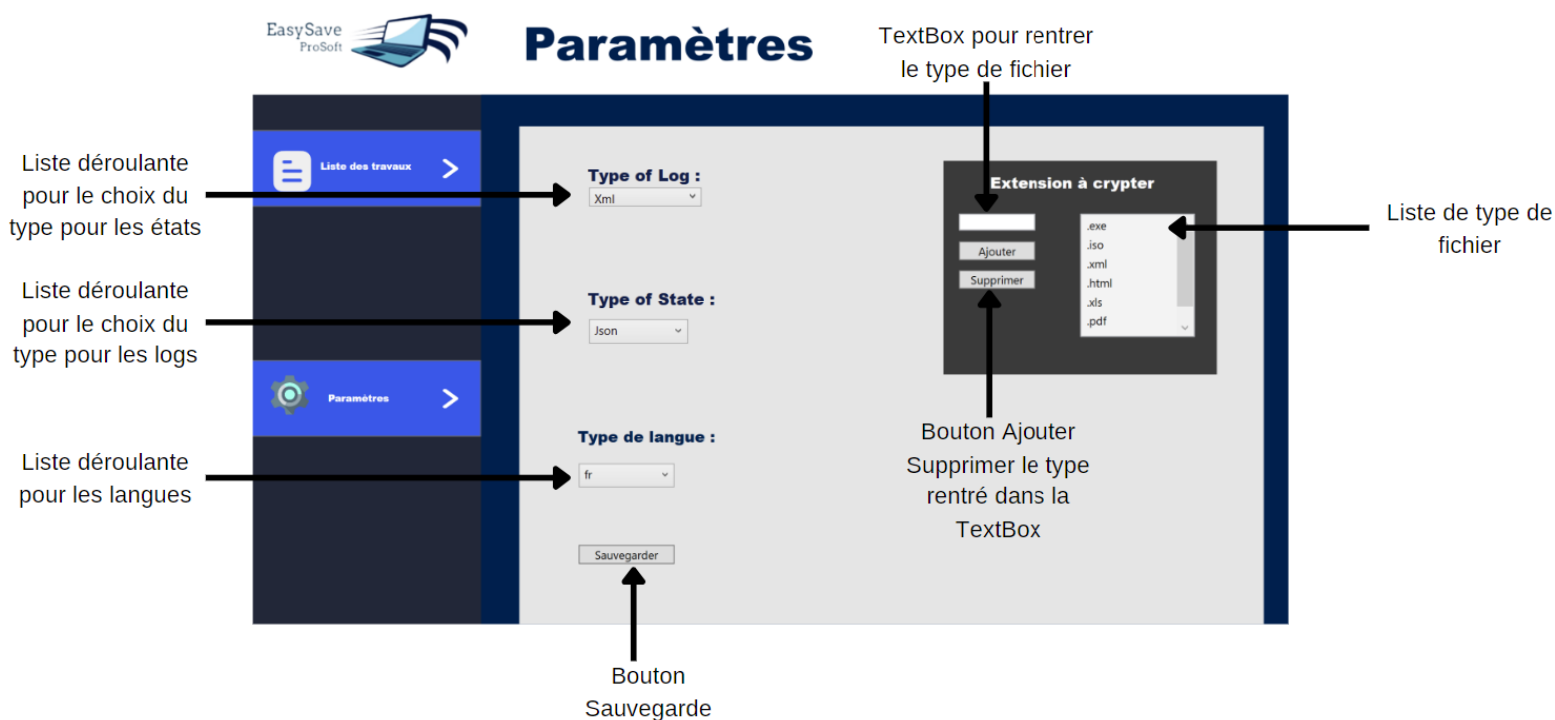 EasySave
ProSoft
Paramètres
TextBox pour rentrer
le type de fichier
Liste déroulante
pour le choix du
type pour les états
Liste des travaux
Type of Log :
Xml
Extension à crypter
Ajouter
Supprimer
.exe
.iso
.xml
.html
.xls
.pdf
Liste de type de
fichier
Liste déroulante
pour le choix du
type pour les logs
Type of State :
Json
Paramètres
Liste déroulante
pour les langues
Type de langue :
fr
Bouton Ajouter
Supprimer le type
rentré dans la
TextBox
Sauvegarder
Bouton
Sauvegarde